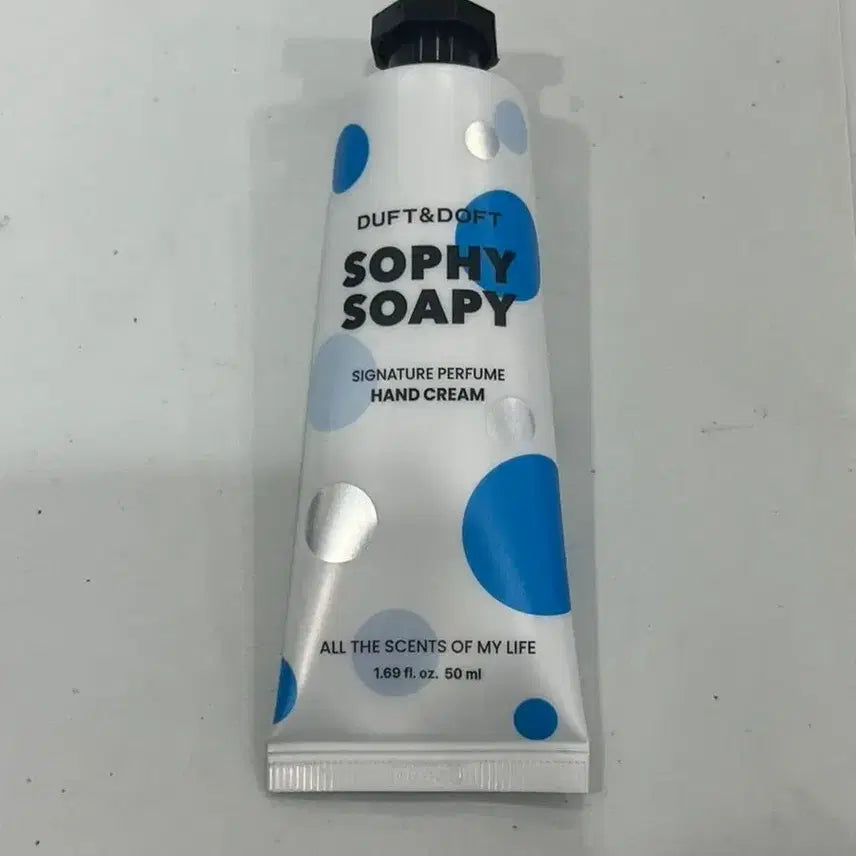 DUFT&DOFT
SOPHY
SOAPY
SIGNATURE PERFUME
HAND CREAM
ALL THE SCENTS OF MY LIFE
1.69 fl. oz. 50 ml